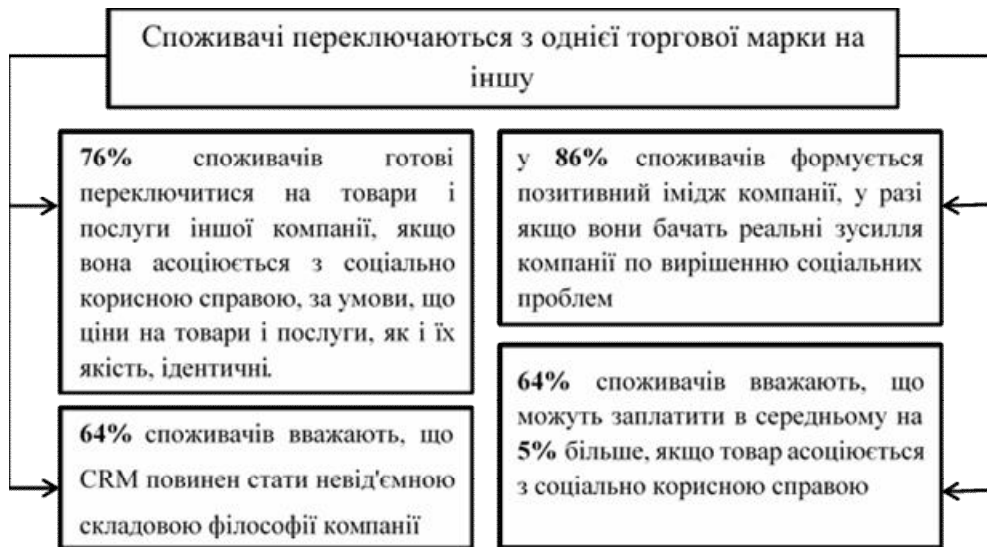 Споживачі переключаються з однієї торгової марки на
іншу
76% споживачів готові
переключитися на товари і
послуги іншої компанії, якщо
вона асоціюється з соціально
корисною справою, за умови, що
ціни на товари і послуги, як і їх
якість, ідентичні.
64% споживачів вважають, що
CRM повинен стати невід'ємною
складовою філософії компанії
у 86% споживачів формується
позитивний імідж компанії, у разі
якщо вони бачать реальні зусилля
компанії по вирішенню соціальних
проблем
64% споживачів вважають, що
можуть заплатити в середньому на
5% більше, якщо товар асоціюється
з соціально корисною справою